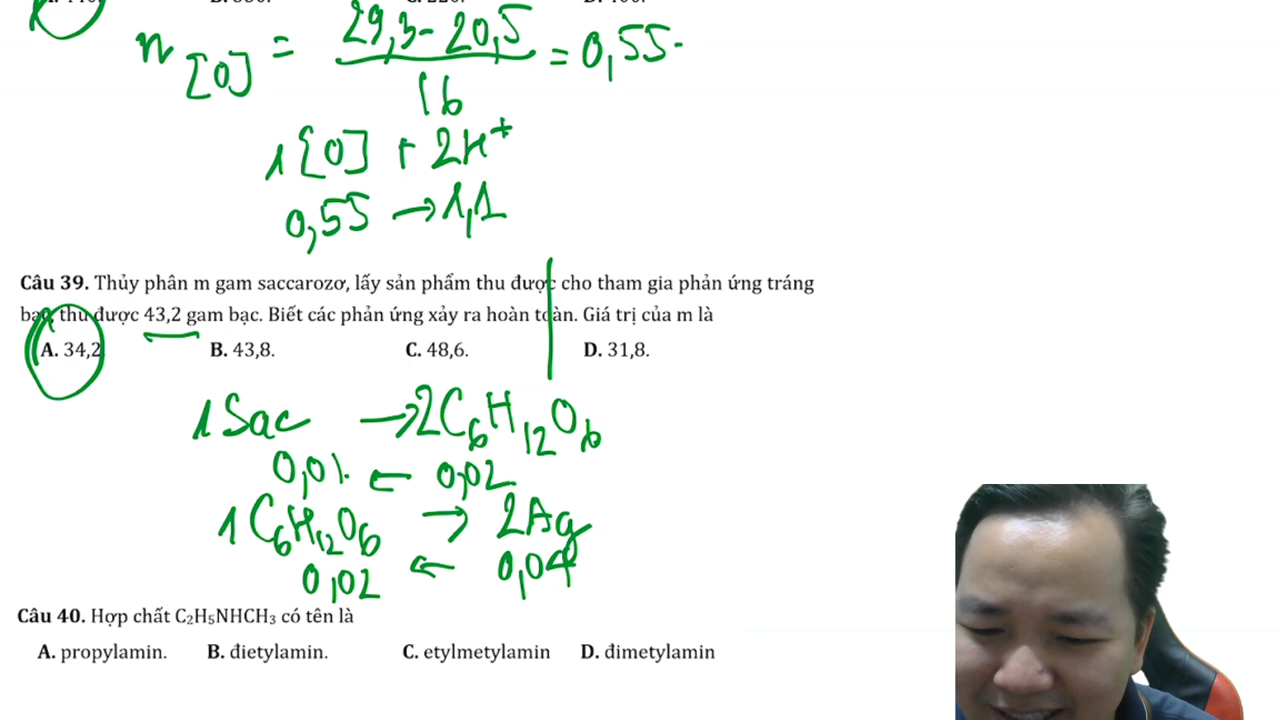 n[O] = (29,3 - 20,5)/16 = 0,55.
1[O] + 2H⁺
0,55 → 1,1
Câu 39. Thủy phân m gam saccarozơ, lấy sản phẩm thu được cho tham gia phản ứng tráng
bạc, thu được 43,2 gam bạc. Biết các phản ứng xảy ra hoàn toàn. Giá trị của m là
A. 34,2. B. 43,8. C. 48,6. D. 31,8.
1Sac → 2C₆H₁₂O₆
0,01 ← 0,02
1C₆H₁₂O₆ → 2Ag
0,02 ← 0,04
Câu 40. Hợp chất C₂H₅NHCH₃ có tên là
A. propylamin. B. đietylamin. C. etylmetylamin D. đimetylamin